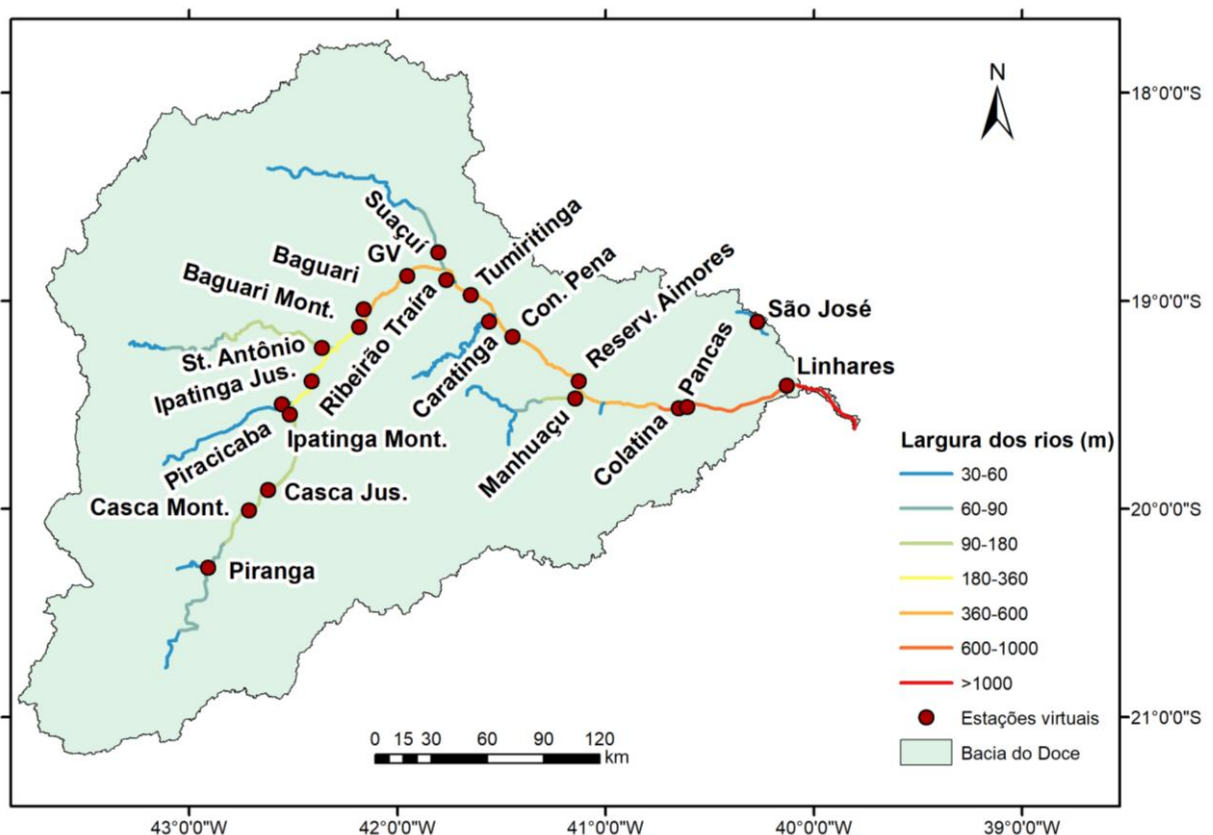 N
18°0'0"S
Suaçuí
GV
Tumiritinga
Baguari
Con. Pena
Baguari Mont.
Reserv. Aimores
19°0'0"S
São José
Ribeirão Traíra
Pancas
St. Antônio
Caratinga
Linhares
Ipatinga Jus.
Piracicaba
Ipatinga Mont.
Manhuaçu
Colatina
Largura dos rios (m)
30-60
Casca Jus.
Casca Mont.
60-90
20°0'0"S
90-180
Piranga
180-360
360-600
600-1000
>1000
Estações virtuais
21°0'0"S
Bacia do Doce
0 15 30 60 90 120
km
43°0'0"W 42°0'0"W 41°0'0"W 40°0'0"W 39°0'0"W